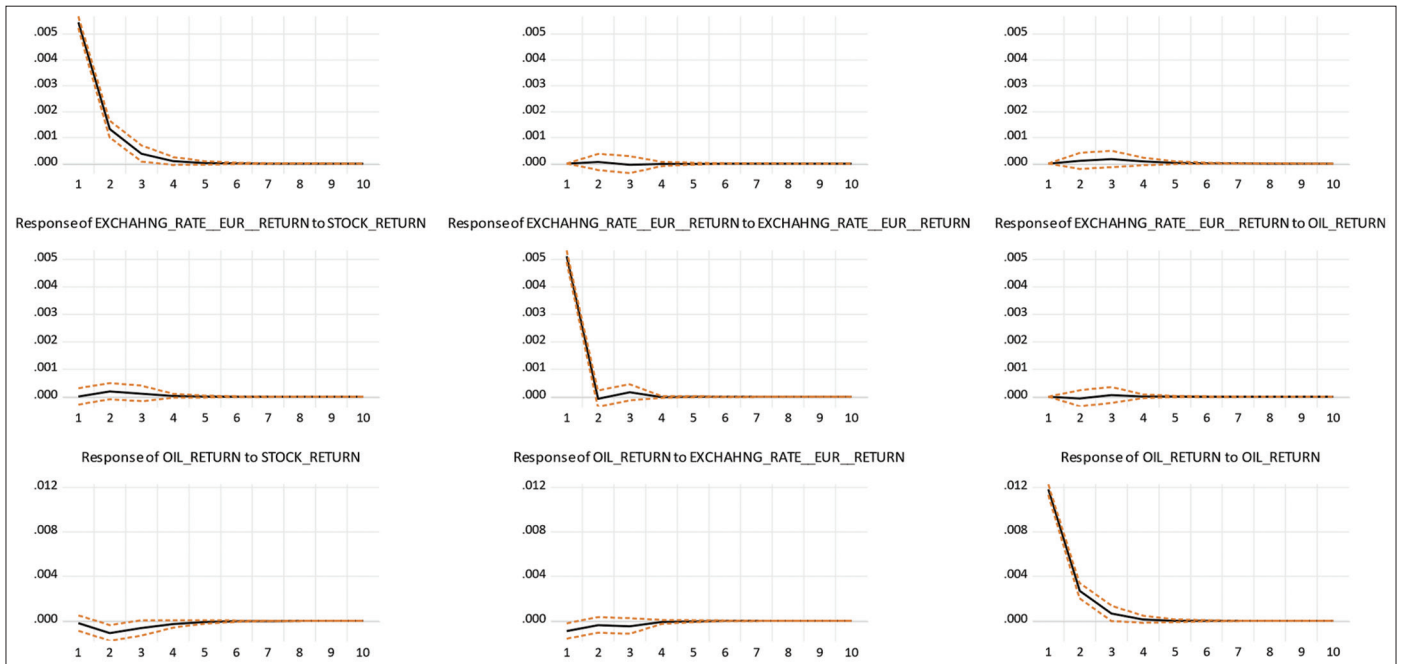 .005 .005 .005
.004 .004 .004
.003 .003 .003
.002 .002 .002
.001 .001 .001
.000 .000 .000
1 2 3 4 5 6 7 8 9 10 1 2 3 4 5 6 7 8 9 10 1 2 3 4 5 6 7 8 9 10
Response of EXCHAHNG_RATE__EUR__RETURN to STOCK_RETURN Response of EXCHAHNG_RATE__EUR__RETURN to EXCHAHNG_RATE__EUR__RETURN Response of EXCHAHNG_RATE__EUR__RETURN to OIL_RETURN
.005 .005 .005
.004 .004 .004
.003 .003 .003
.002 .002 .002
.001 .001 .001
.000 .000 .000
1 2 3 4 5 6 7 8 9 10 1 2 3 4 5 6 7 8 9 10 1 2 3 4 5 6 7 8 9 10
Response of OIL_RETURN to STOCK_RETURN Response of OIL_RETURN to EXCHAHNG_RATE__EUR__RETURN Response of OIL_RETURN to OIL_RETURN
.012 .012 .012
.008 .008 .008
.004 .004 .004
.000 .000 .000
1 2 3 4 5 6 7 8 9 10 1 2 3 4 5 6 7 8 9 10 1 2 3 4 5 6 7 8 9 10